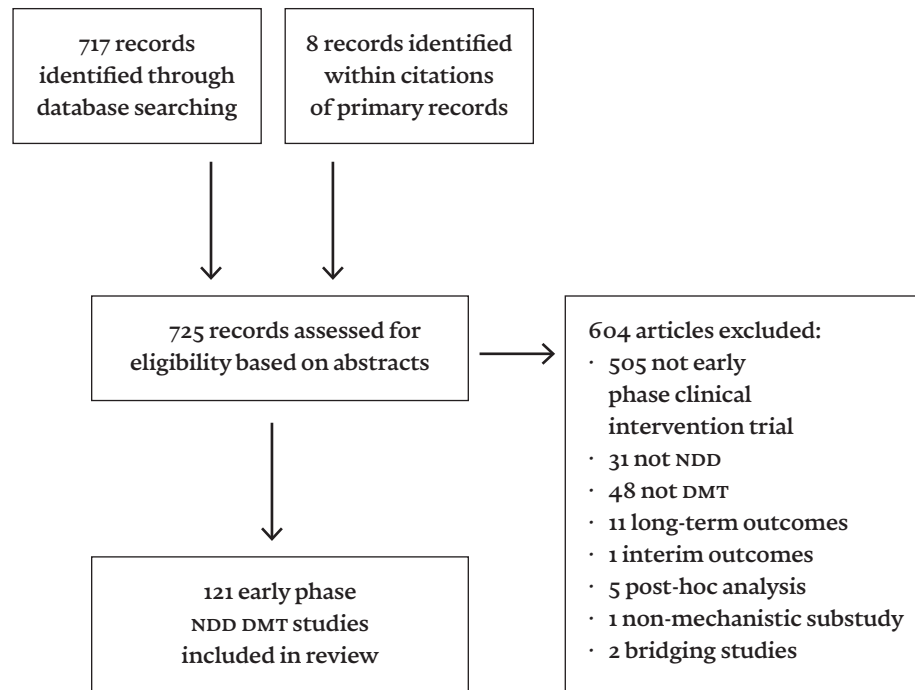 717 records
identified through
database searching
8 records identified
within citations
of primary records
725 records assessed for
eligibility based on abstracts
604 articles excluded:
· 505 not early
phase clinical
intervention trial
· 31 not NDD
· 48 not DMT
· 11 long-term outcomes
· 1 interim outcomes
· 5 post-hoc analysis
· 1 non-mechanistic substudy
· 2 bridging studies
121 early phase
NDD DMT studies
included in review